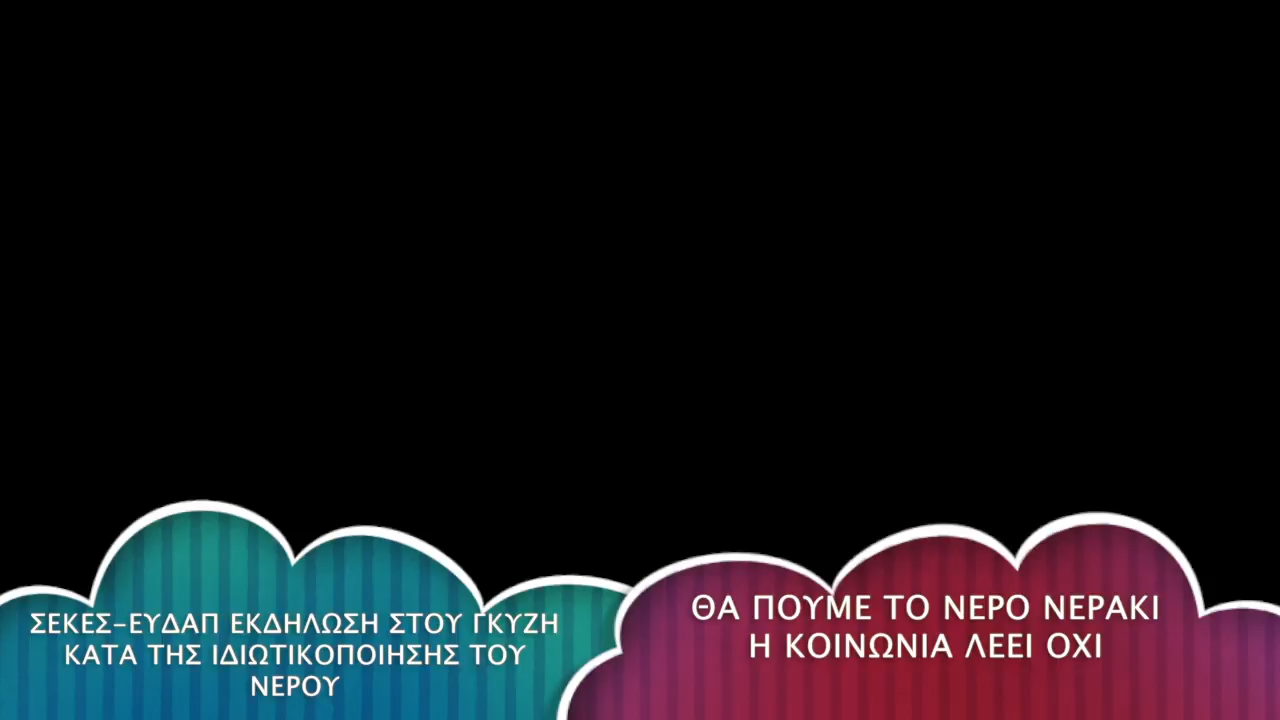 ΣΕΚΕΣ-ΕΥΔΑΠ ΕΚΔΗΛΩΣΗ ΣΤΟΥ ΓΚΥΖΗ
ΚΑΤΑ ΤΗΣ ΙΔΙΩΤΙΚΟΠΟΙΗΣΗΣ ΤΟΥ
ΝΕΡΟΥ
ΘΑ ΠΟΥΜΕ ΤΟ ΝΕΡΟ ΝΕΡΑΚΙ
Η ΚΟΙΝΩΝΙΑ ΛΕΕΙ ΟΧΙ